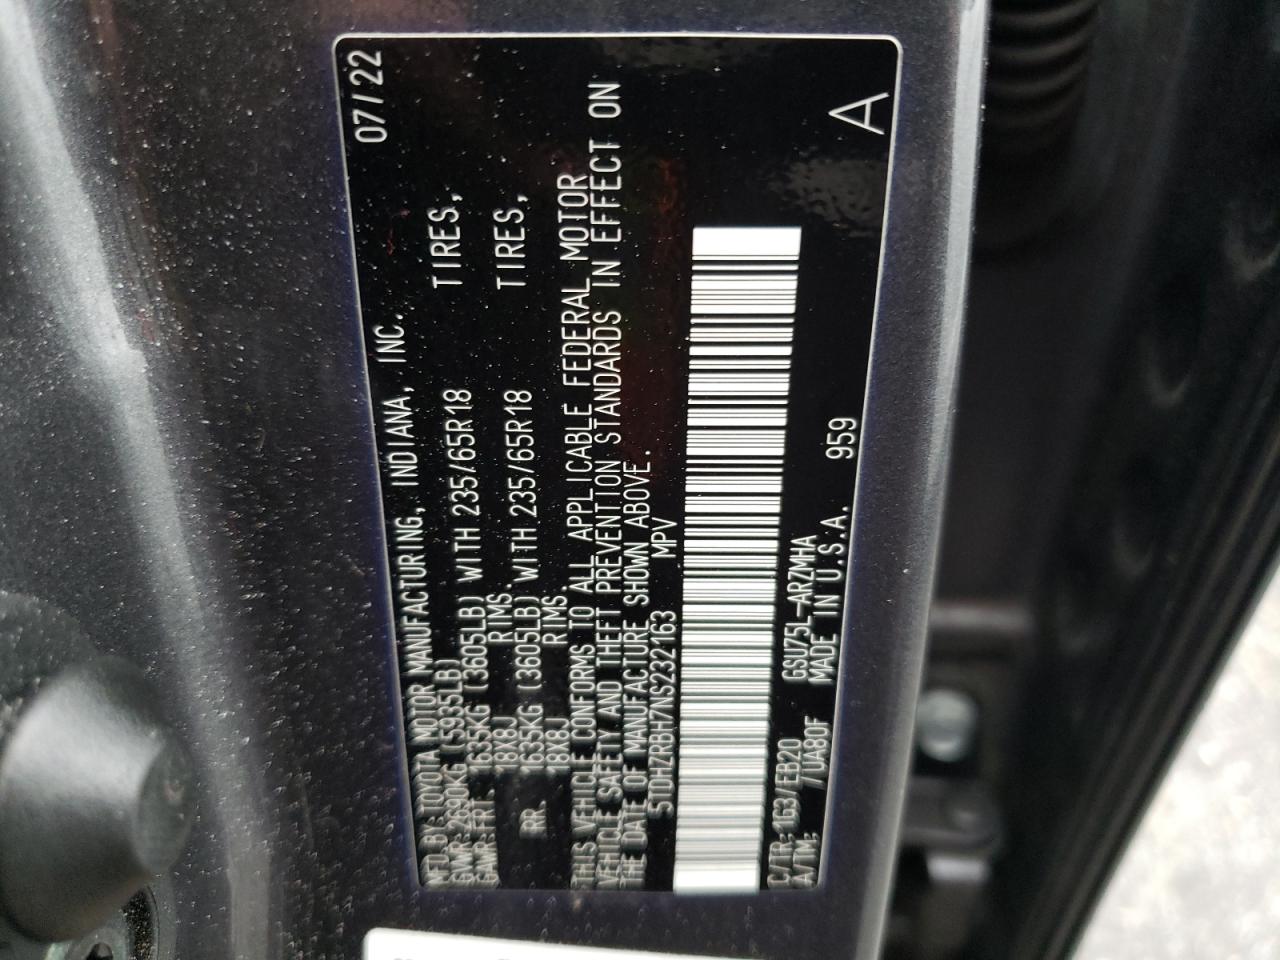 MFD.BY: TOYOTA MOTOR MANUFACTURING, INDIANA, INC. 07/22
GVWR: 2690KG (5935LB)
GAWR: FRT. 1635KG (3605LB) WITH 235/65R18 TIRES,
18X8J RIMS.
RR. 1635KG (3605LB) WITH 235/65R18 TIRES,
18X8J RIMS.
THIS VEHICLE CONFORMS TO ALL APPLICABLE FEDERAL MOTOR
VEHICLE SAFETY AND THEFT PREVENTION STANDARDS IN EFFECT ON
THE DATE OF MANUFACTURE SHOWN ABOVE.
5TDHZRBH7NS232163 MPV
C/TR: 1G3/EB20 GSU75L-ARZMHA
A/TM: /UA80F MADE IN U.S.A. 959 A